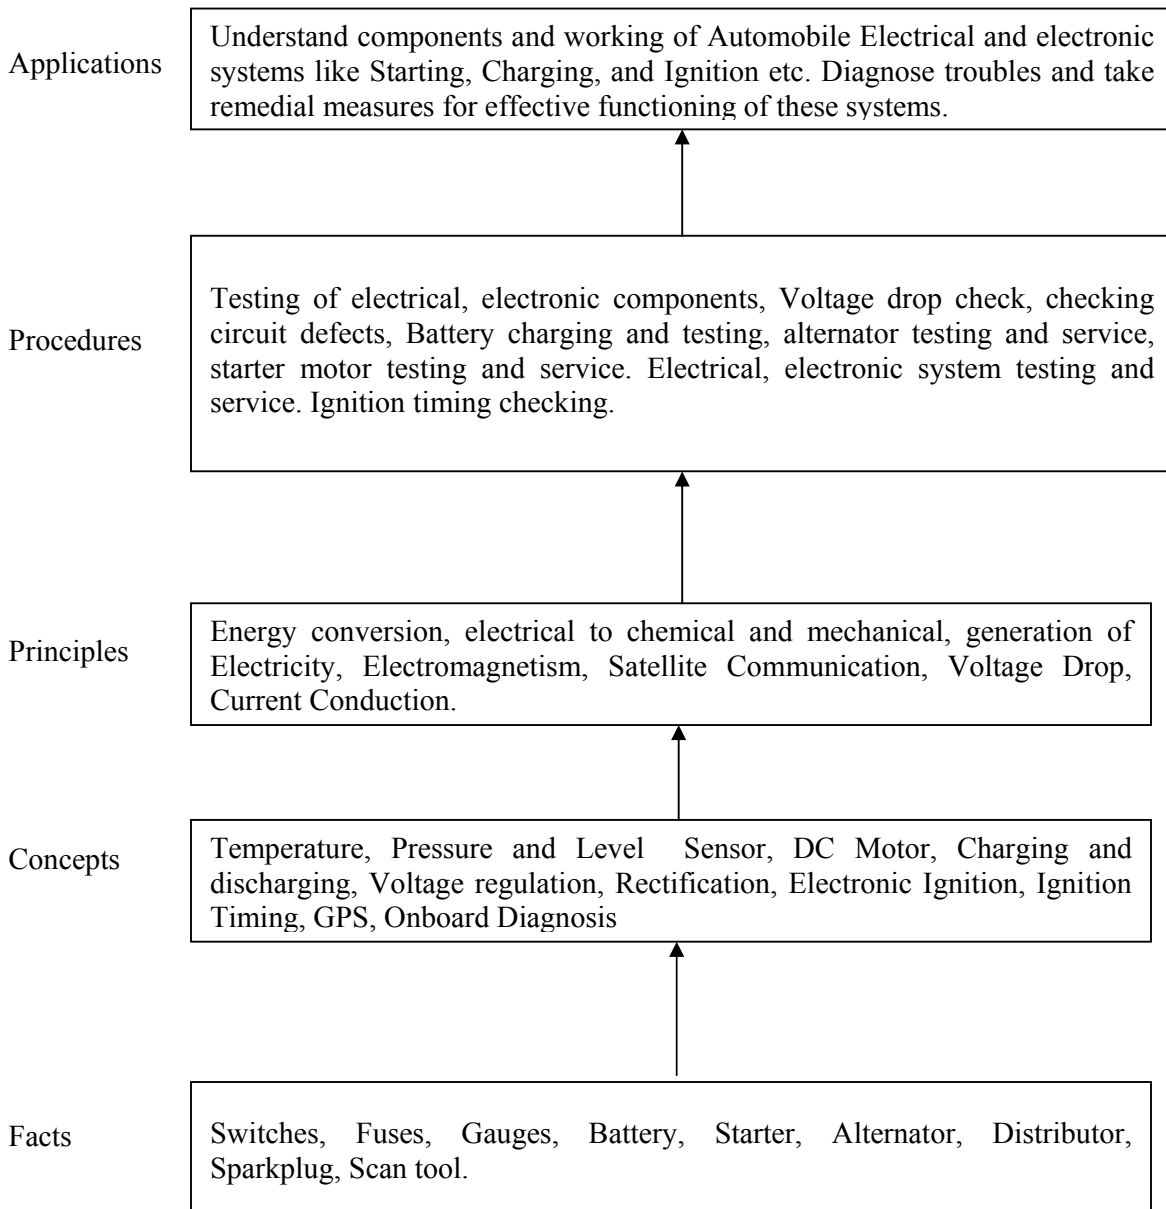 Applications
Understand components and working of Automobile Electrical and electronic
systems like Starting, Charging, and Ignition etc. Diagnose troubles and take
remedial measures for effective functioning of these systems.
Procedures
Testing of electrical, electronic components, Voltage drop check, checking
circuit defects, Battery charging and testing, alternator testing and service,
starter motor testing and service. Electrical, electronic system testing and
service. Ignition timing checking.
Principles
Energy conversion, electrical to chemical and mechanical, generation of
Electricity, Electromagnetism, Satellite Communication, Voltage Drop,
Current Conduction.
Concepts
Temperature, Pressure and Level Sensor, DC Motor, Charging and
discharging, Voltage regulation, Rectification, Electronic Ignition, Ignition
Timing, GPS, Onboard Diagnosis
Facts
Switches, Fuses, Gauges, Battery, Starter, Alternator, Distributor,
Sparkplug, Scan tool.